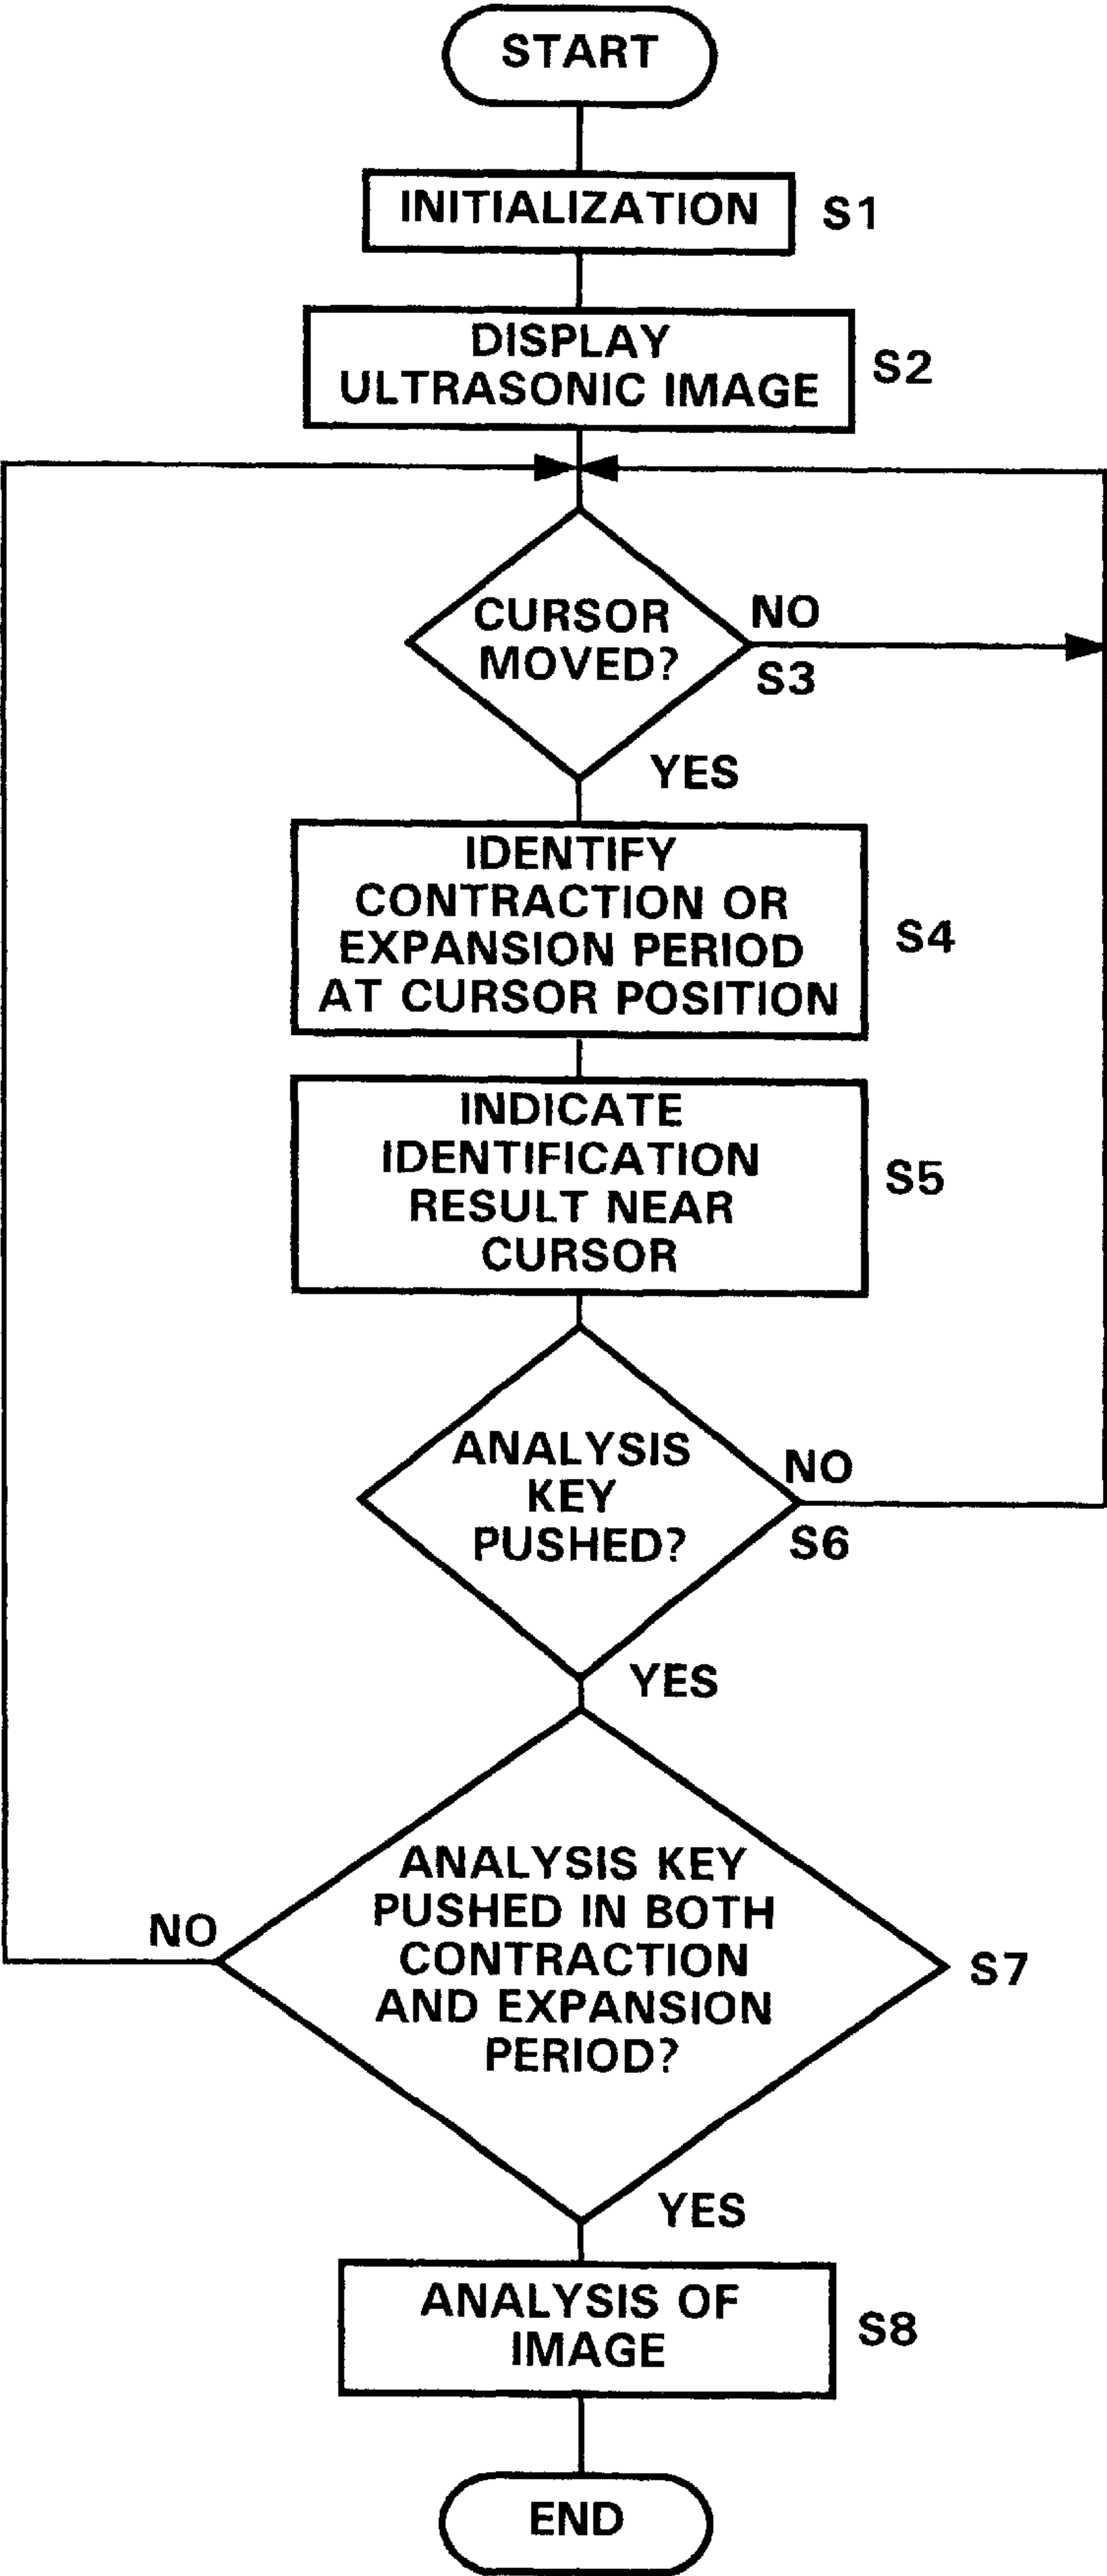 START
INITIALIZATION
S1
DISPLAY
ULTRASONIC IMAGE
S2
CURSOR
MOVED?
NO
S3
YES
IDENTIFY
CONTRACTION OR
EXPANSION PERIOD
AT CURSOR POSITION
S4
INDICATE
IDENTIFICATION
RESULT NEAR
CURSOR
S5
ANALYSIS
KEY
PUSHED?
NO
S6
YES
ANALYSIS KEY
PUSHED IN BOTH
CONTRACTION
AND EXPANSION
PERIOD?
NO
S7
YES
ANALYSIS OF
IMAGE
S8
END